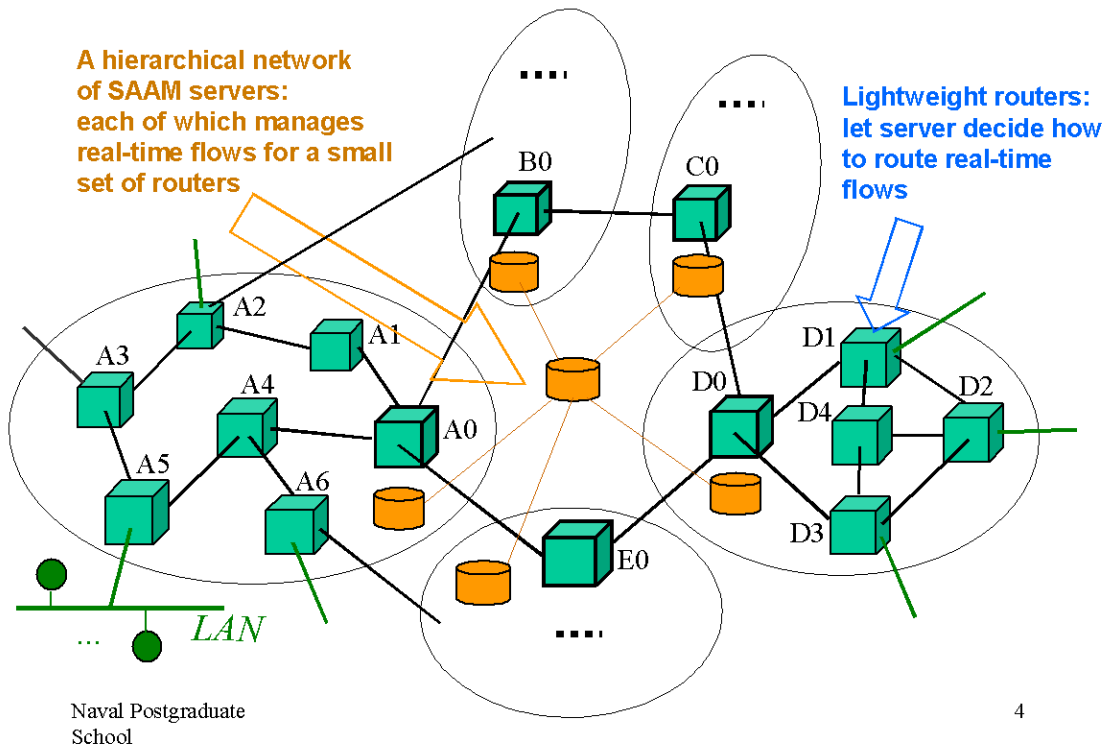 A hierarchical network
of SAAM servers:
each of which manages
real-time flows for a small
set of routers
Lightweight routers:
let server decide how
to route real-time
flows
B0
C0
A2
A1
A3
A4
A0
A5
A6
D1
D0
D2
D4
D3
E0
LAN
...
Naval Postgraduate
School
4